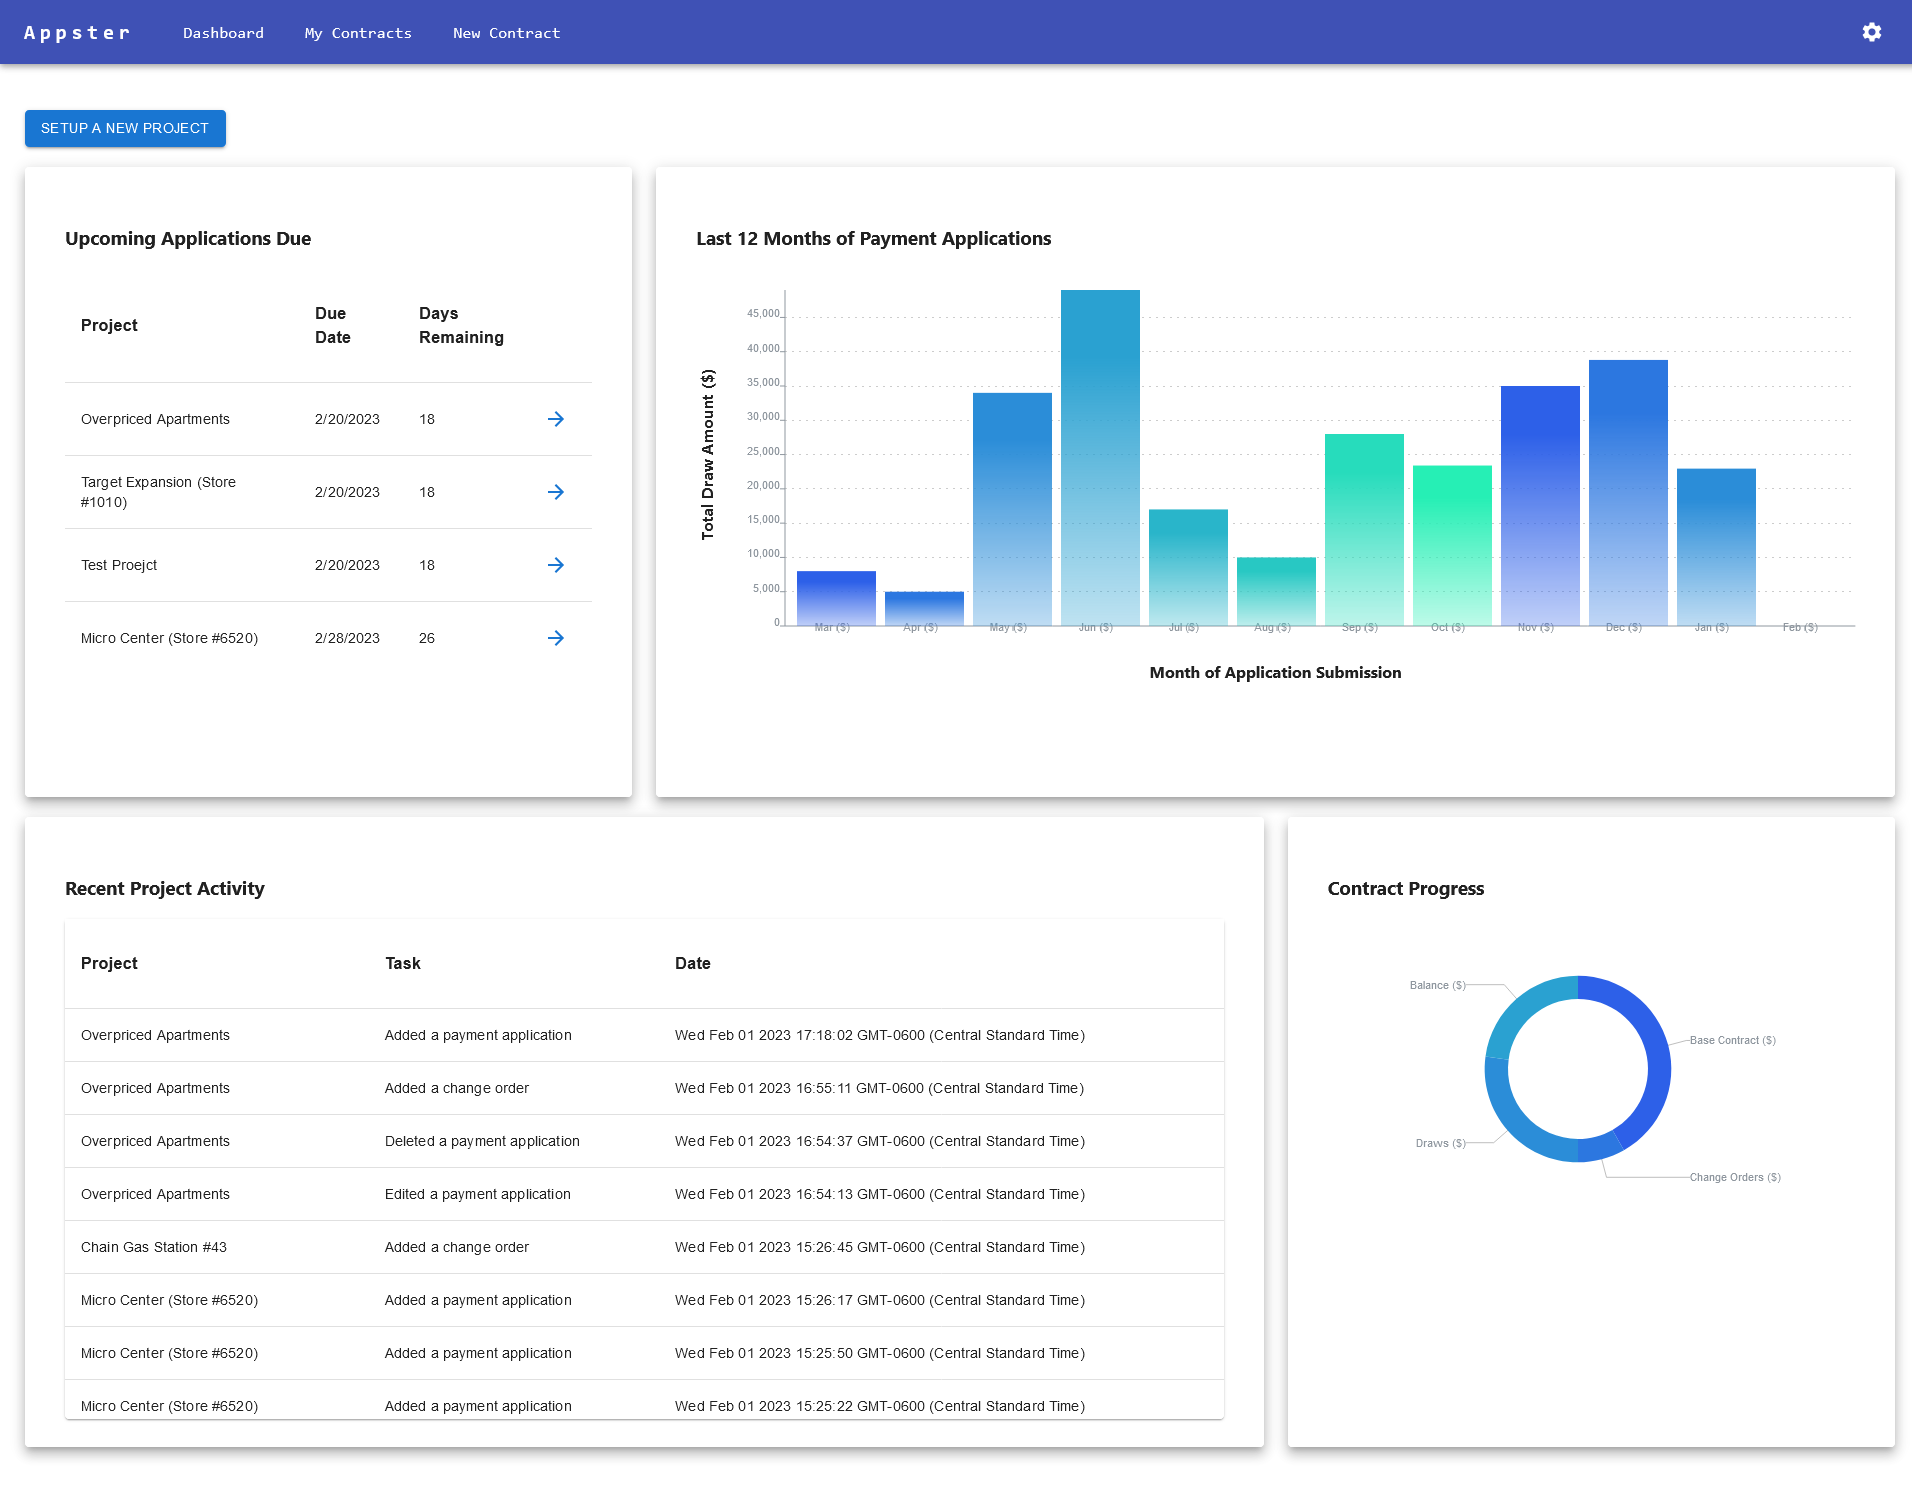 Appster Dashboard My Contracts New Contract
SETUP A NEW PROJECT
Upcoming Applications Due
Project Due Date Days Remaining
Overpriced Apartments 2/20/2023 18
Target Expansion (Store #1010) 2/20/2023 18
Test Proejct 2/20/2023 18
Micro Center (Store #6520) 2/28/2023 26
Last 12 Months of Payment Applications
Total Draw Amount ($)
45,000
40,000
35,000
30,000
25,000
20,000
15,000
10,000
5,000
0
Mar ($) Apr ($) May ($) Jun ($) Jul ($) Aug ($) Sep ($) Oct ($) Nov ($) Dec ($) Jan ($) Feb ($)
Month of Application Submission
Recent Project Activity
Project Task Date
Overpriced Apartments Added a payment application Wed Feb 01 2023 17:18:02 GMT-0600 (Central Standard Time)
Overpriced Apartments Added a change order Wed Feb 01 2023 16:55:11 GMT-0600 (Central Standard Time)
Overpriced Apartments Deleted a payment application Wed Feb 01 2023 16:54:37 GMT-0600 (Central Standard Time)
Overpriced Apartments Edited a payment application Wed Feb 01 2023 16:54:13 GMT-0600 (Central Standard Time)
Chain Gas Station #43 Added a change order Wed Feb 01 2023 15:26:45 GMT-0600 (Central Standard Time)
Micro Center (Store #6520) Added a payment application Wed Feb 01 2023 15:26:17 GMT-0600 (Central Standard Time)
Micro Center (Store #6520) Added a payment application Wed Feb 01 2023 15:25:50 GMT-0600 (Central Standard Time)
Micro Center (Store #6520) Added a payment application Wed Feb 01 2023 15:25:22 GMT-0600 (Central Standard Time)
Contract Progress
Balance ($)
Base Contract ($)
Draws ($)
Change Orders ($)